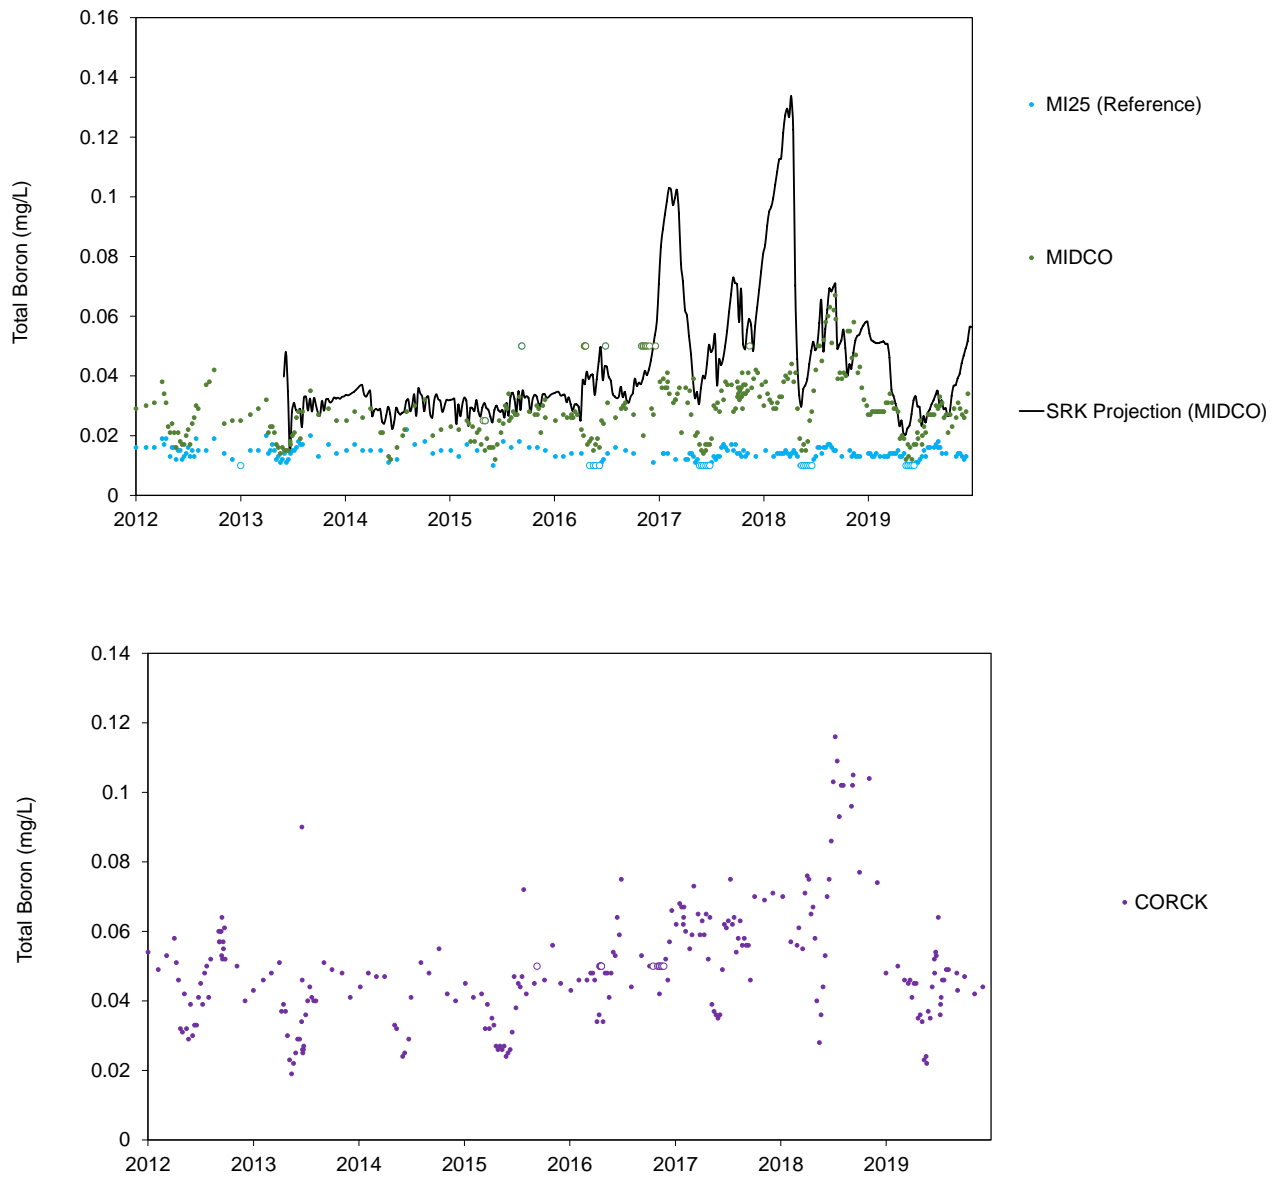 Total Boron (mg/L)
0.16
0.14
0.12
0.1
0.08
0.06
0.04
0.02
0
2012 2013 2014 2015 2016 2017 2018 2019
MI25 (Reference)
MIDCO
SRK Projection (MIDCO)
Total Boron (mg/L)
0.14
0.12
0.1
0.08
0.06
0.04
0.02
0
2012 2013 2014 2015 2016 2017 2018 2019
CORCK